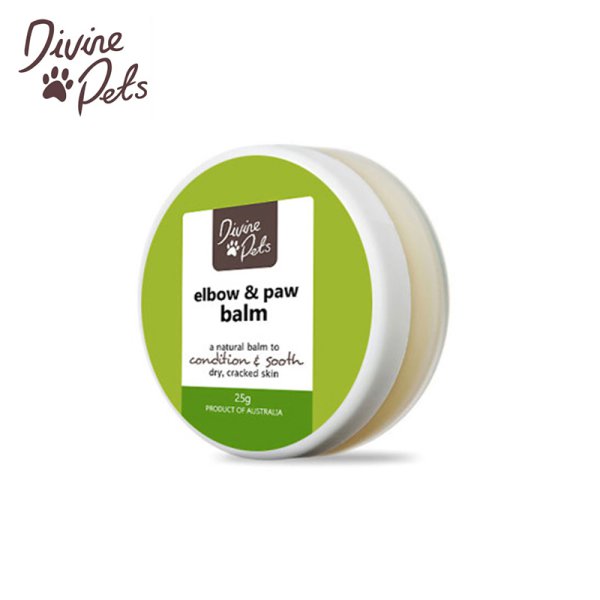 Divine
Pets
Divine
Pets
elbow & paw
balm
a natural balm to
condition & sooth
dry, cracked skin
25g
PRODUCT OF AUSTRALIA